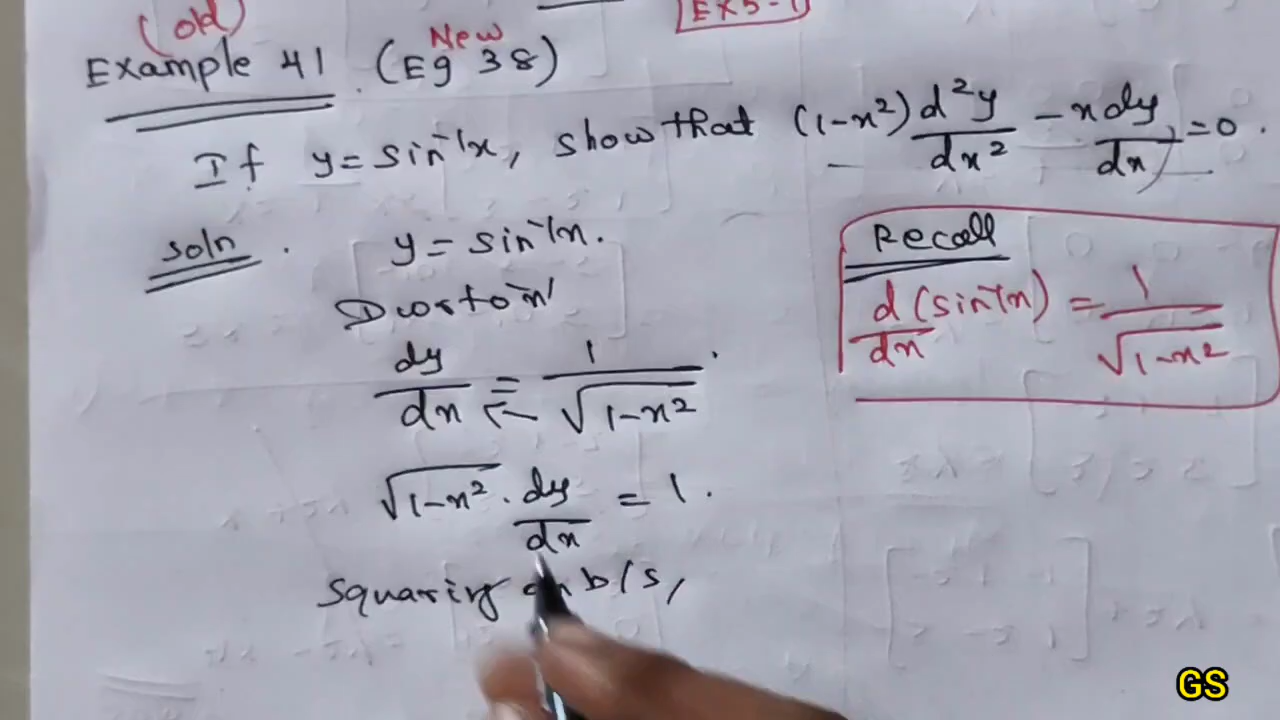 (old)
New
EX5-1
Example 41 (Eg 38)
If y = sin⁻¹x, show that (1-x²) d²y/dx² - x dy/dx = 0.
Soln. y = sin⁻¹x.
D w r to 'x'
dy/dx = 1/√(1-x²).
√(1-x²) . dy/dx = 1.
Squaring on b/s,
Recall
d/dx (sin⁻¹x) = 1/√(1-x²)
GS